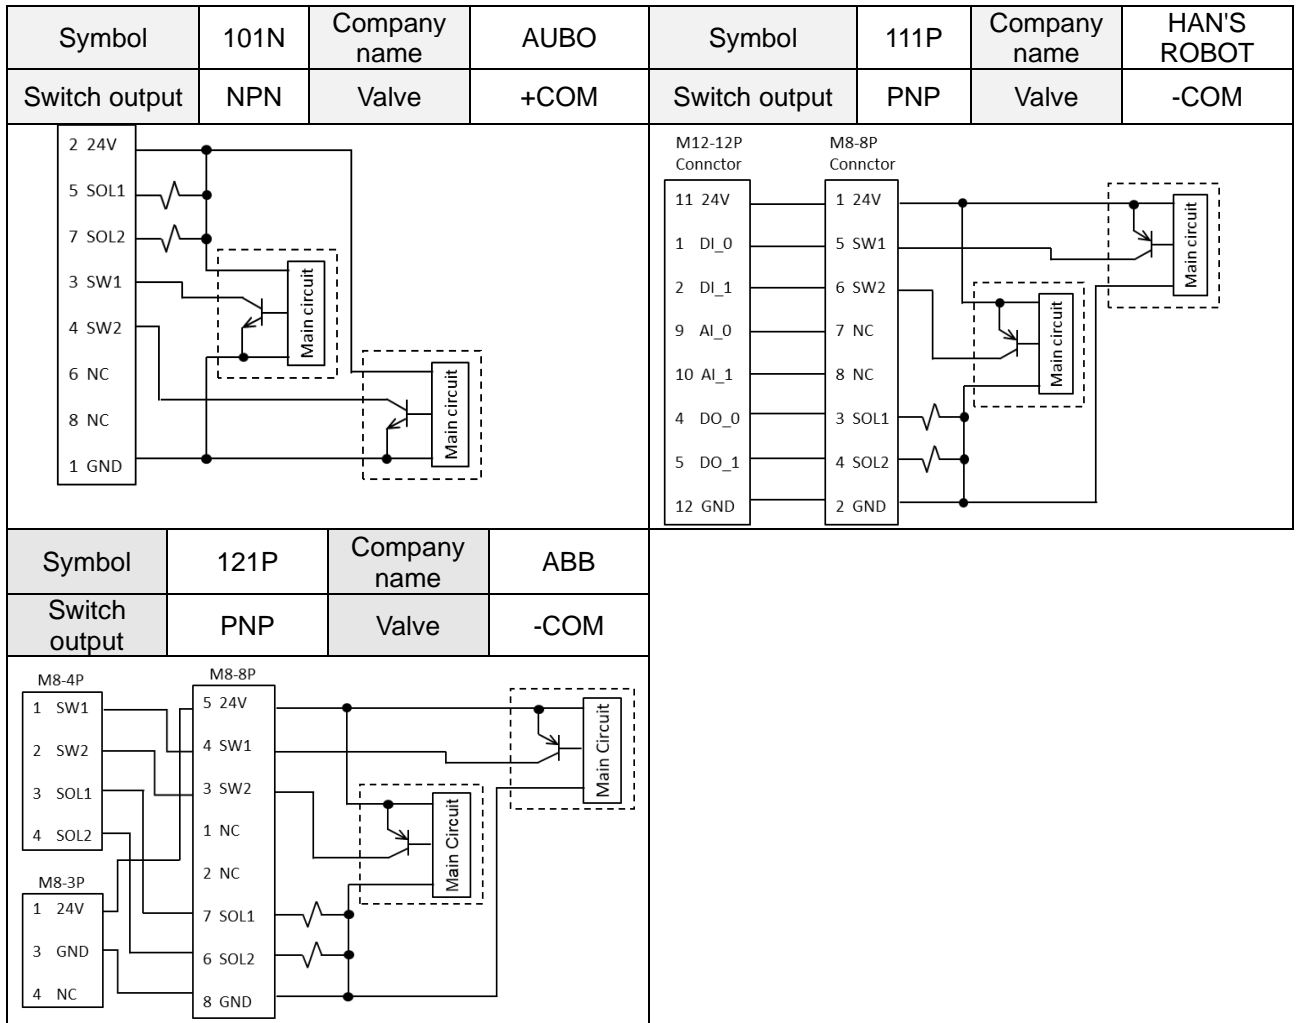 Symbol 101N Company name AUBO
Switch output NPN Valve +COM
2 24V
5 SOL1
7 SOL2
3 SW1
4 SW2
6 NC
8 NC
1 GND
Main circuit
Main circuit
Symbol 111P Company name HAN'S ROBOT
Switch output PNP Valve -COM
M12-12P Connctor
M8-8P Connctor
11 24V
1 DI_0
2 DI_1
9 AI_0
10 AI_1
4 DO_0
5 DO_1
12 GND
1 24V
5 SW1
6 SW2
7 NC
8 NC
3 SOL1
4 SOL2
2 GND
Main circuit
Main circuit
Symbol 121P Company name ABB
Switch output PNP Valve -COM
M8-4P
1 SW1
2 SW2
3 SOL1
4 SOL2
M8-3P
1 24V
3 GND
4 NC
M8-8P
5 24V
4 SW1
3 SW2
1 NC
2 NC
7 SOL1
6 SOL2
8 GND
Main Circuit
Main Circuit